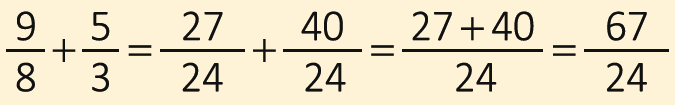 9/8 + 5/3 = 27/24 + 40/24 = (27+40)/24 = 67/24